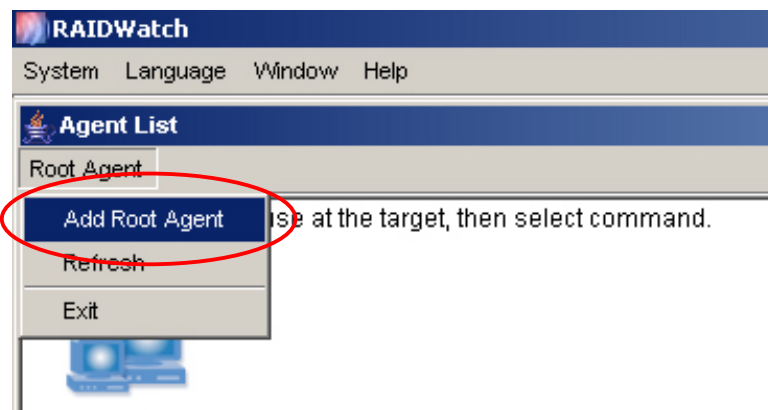 RAIDWatch
System Language Window Help
Agent List
Root Agent
Add Root Agent
use at the target, then select command.
Refresh
Exit